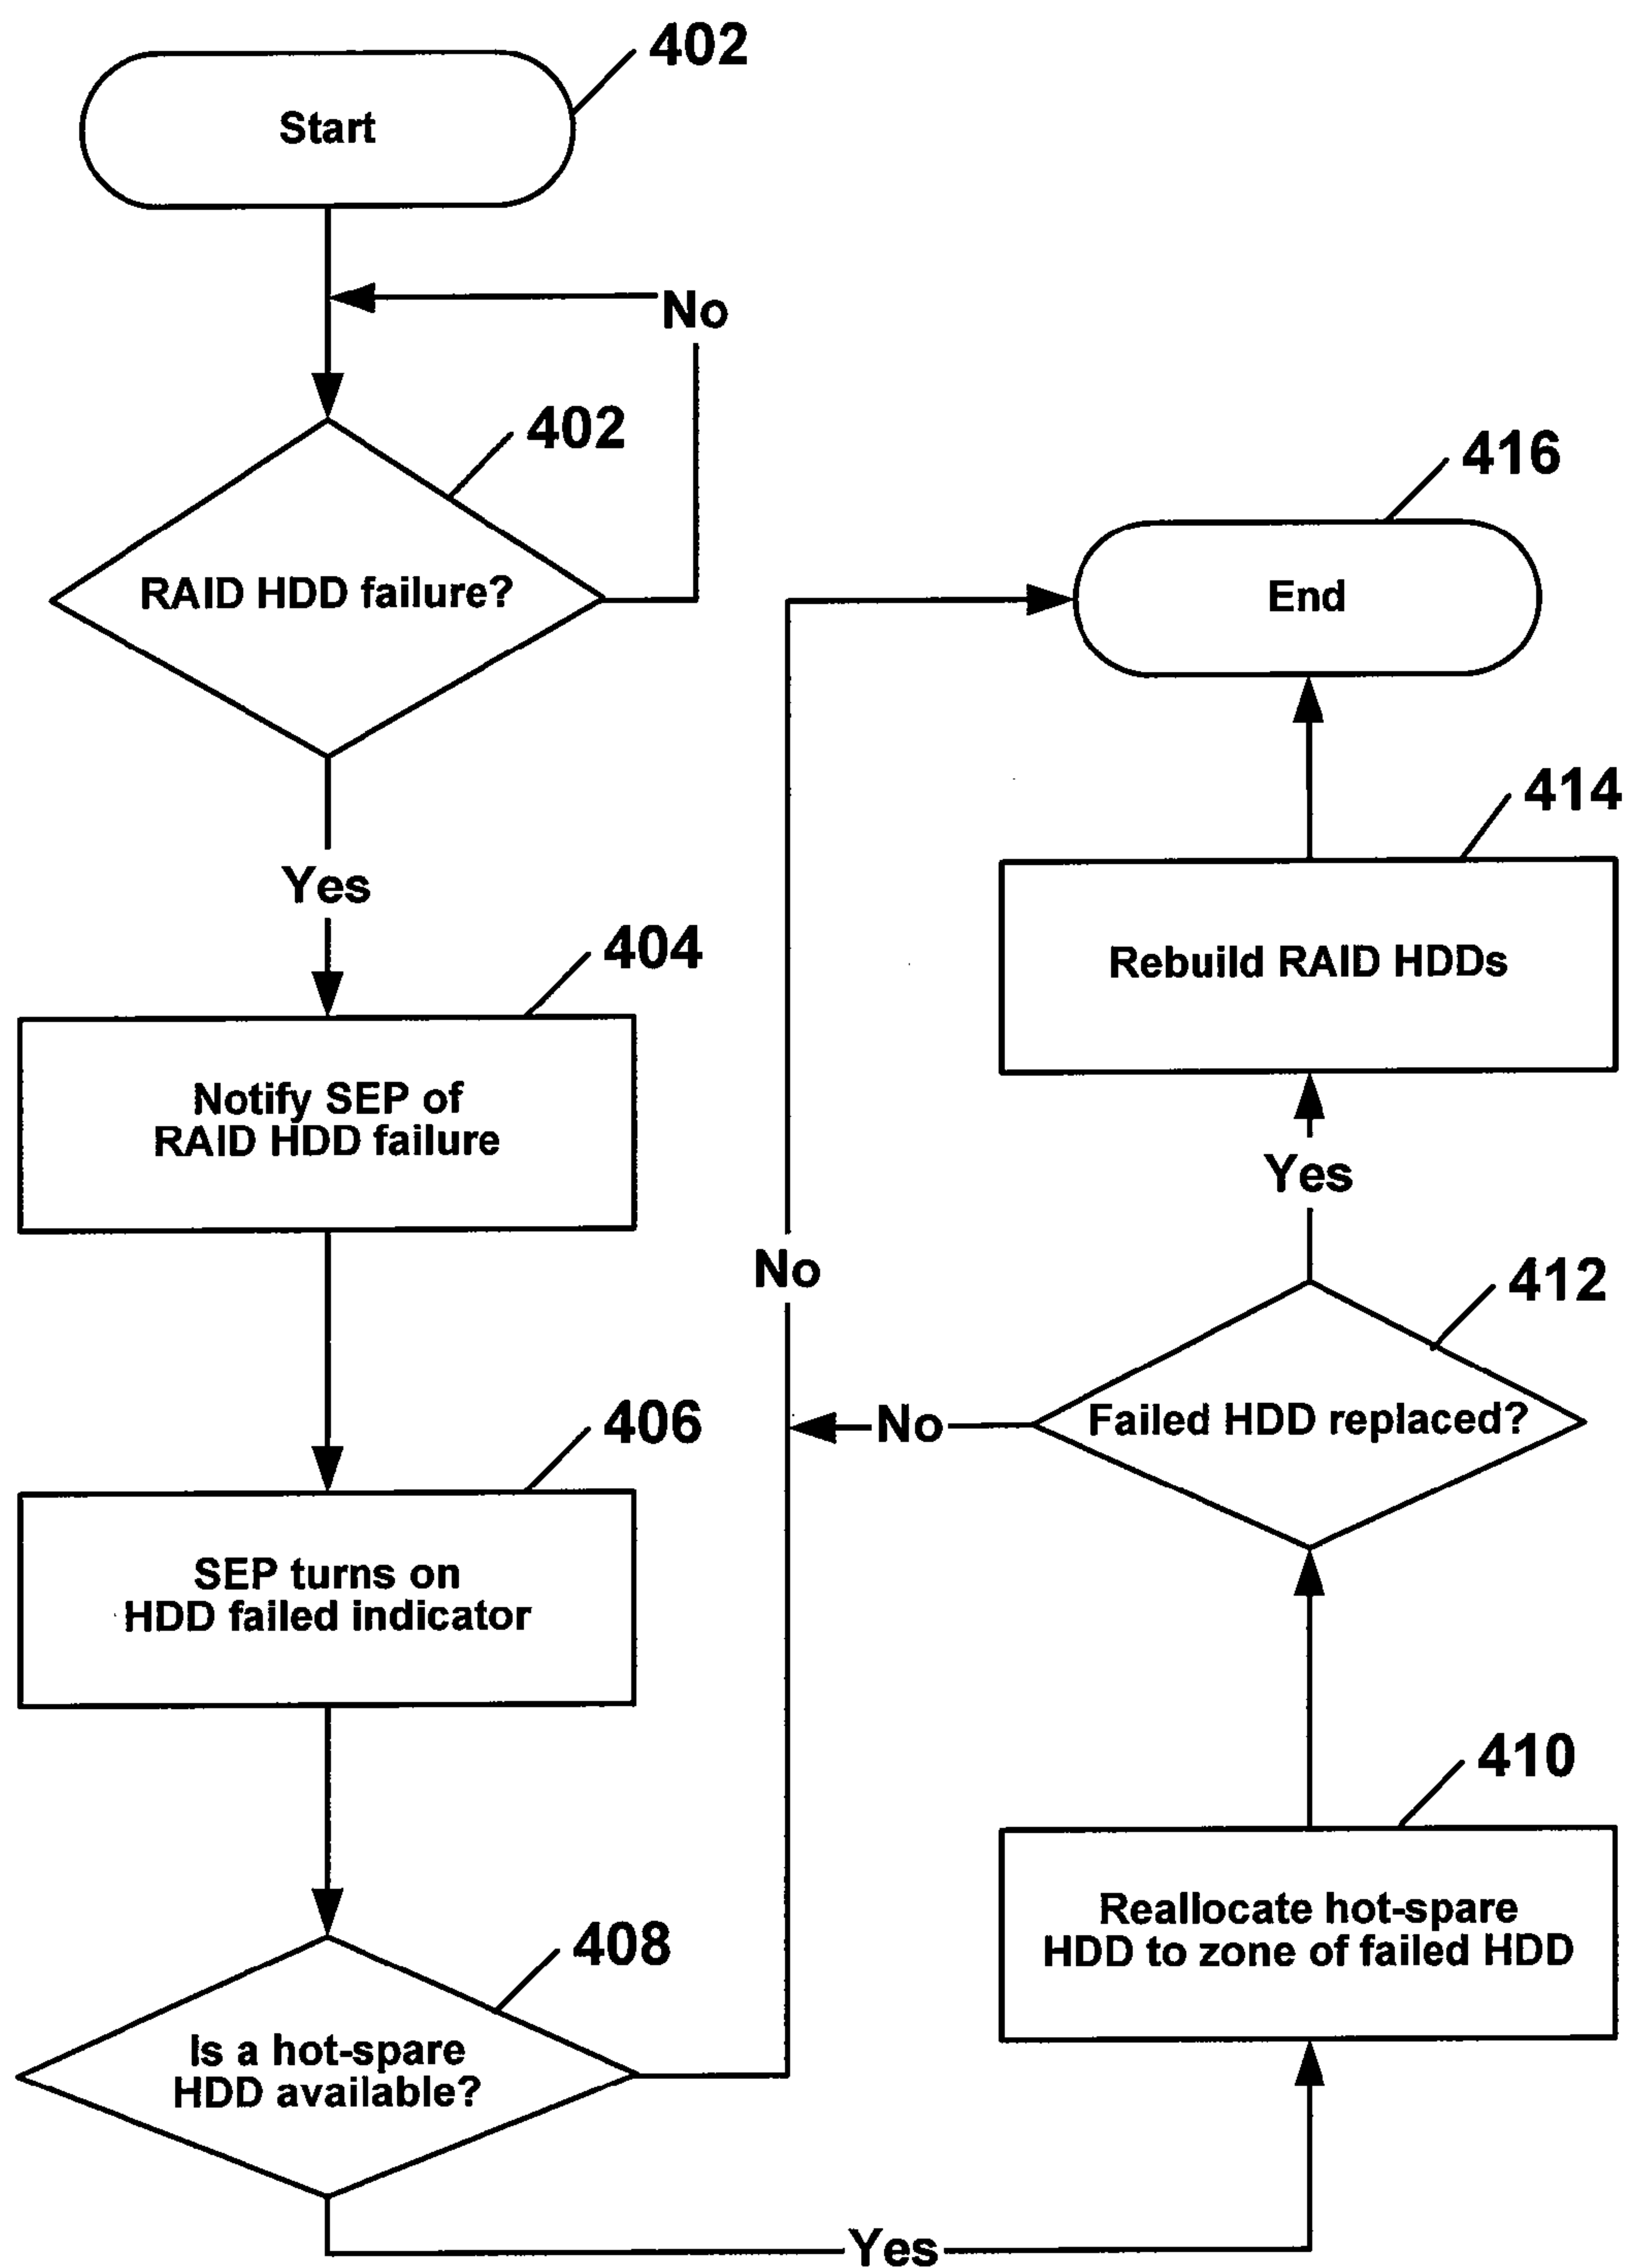 402
Start
No
402
RAID HDD failure?
Yes
404
Notify SEP of
RAID HDD failure
406
SEP turns on
HDD failed indicator
408
Is a hot-spare
HDD available?
Yes
No
410
Reallocate hot-spare
HDD to zone of failed HDD
412
Failed HDD replaced?
No
Yes
414
Rebuild RAID HDDs
416
End